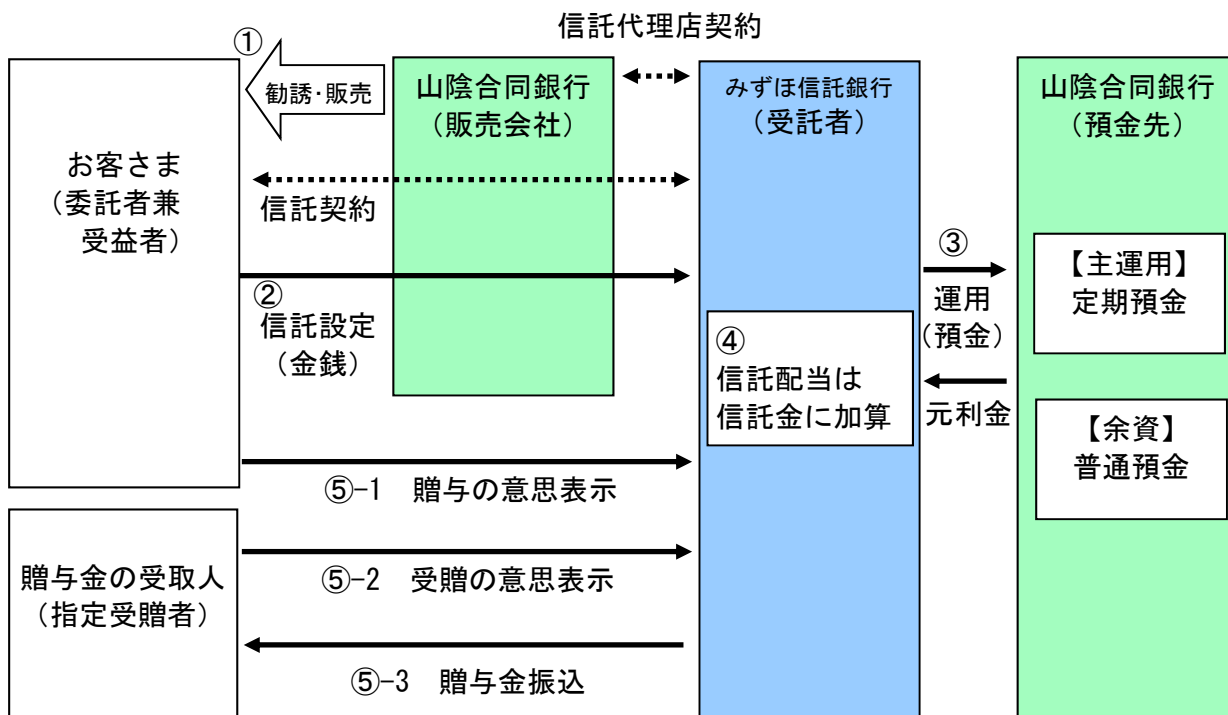 信託代理店契約
①
勧誘・販売
山陰合同銀行
（販売会社）
みずほ信託銀行
（受託者）
山陰合同銀行
（預金先）
お客さま
（委託者兼
受益者）
信託契約
②
信託設定
（金銭）
③
運用
（預金）
【主運用】
定期預金
④
信託配当は
信託金に加算
元利金
【余資】
普通預金
⑤-1 贈与の意思表示
贈与金の受取人
（指定受贈者）
⑤-2 受贈の意思表示
⑤-3 贈与金振込